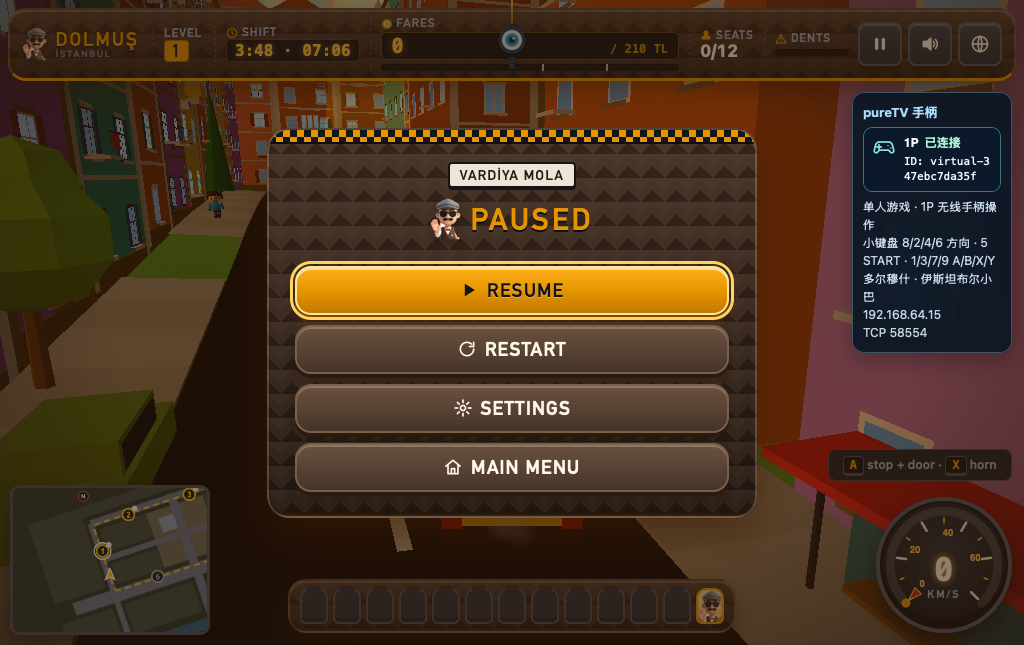 DOLMUŞ
İSTANBUL
LEVEL
1
SHIFT
3:48 · 07:06
FARES
0
/ 210 TL
SEATS
0/12
DENTS
pureTV 手柄
1P 已连接
ID: virtual-3
47ebc7da35f
单人游戏 · 1P 无线手柄操
作
小键盘 8/2/4/6 方向 · 5
START · 1/3/7/9 A/B/X/Y
多尔穆什 · 伊斯坦布尔小
巴
192.168.64.15
TCP 58554
VARDİYA MOLA
PAUSED
RESUME
RESTART
SETTINGS
MAIN MENU
A stop + door · X horn
N
3
2
1
6
0
20
40
60
0
KM/S